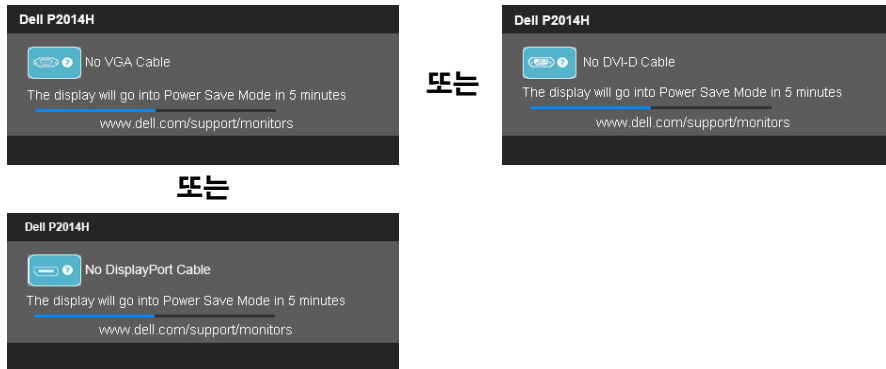 Dell P2014H
No VGA Cable
The display will go into Power Save Mode in 5 minutes
www.dell.com/support/monitors
또는
Dell P2014H
No DVI-D Cable
The display will go into Power Save Mode in 5 minutes
www.dell.com/support/monitors
또는
Dell P2014H
No DisplayPort Cable
The display will go into Power Save Mode in 5 minutes
www.dell.com/support/monitors